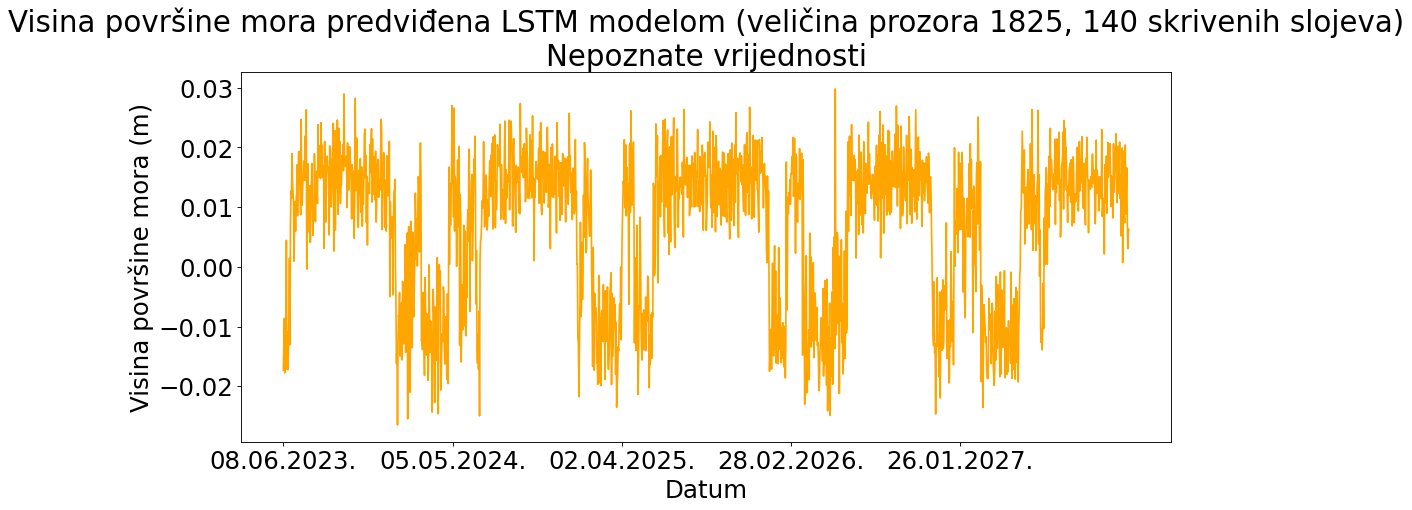 Visina površine mora predviđena LSTM modelom (veličina prozora 1825, 140 skrivenih slojeva)
Nepoznate vrijednosti
Visina površine mora (m)
0.03
0.02
0.01
0.00
−0.01
−0.02
08.06.2023. 05.05.2024. 02.04.2025. 28.02.2026. 26.01.2027.
Datum